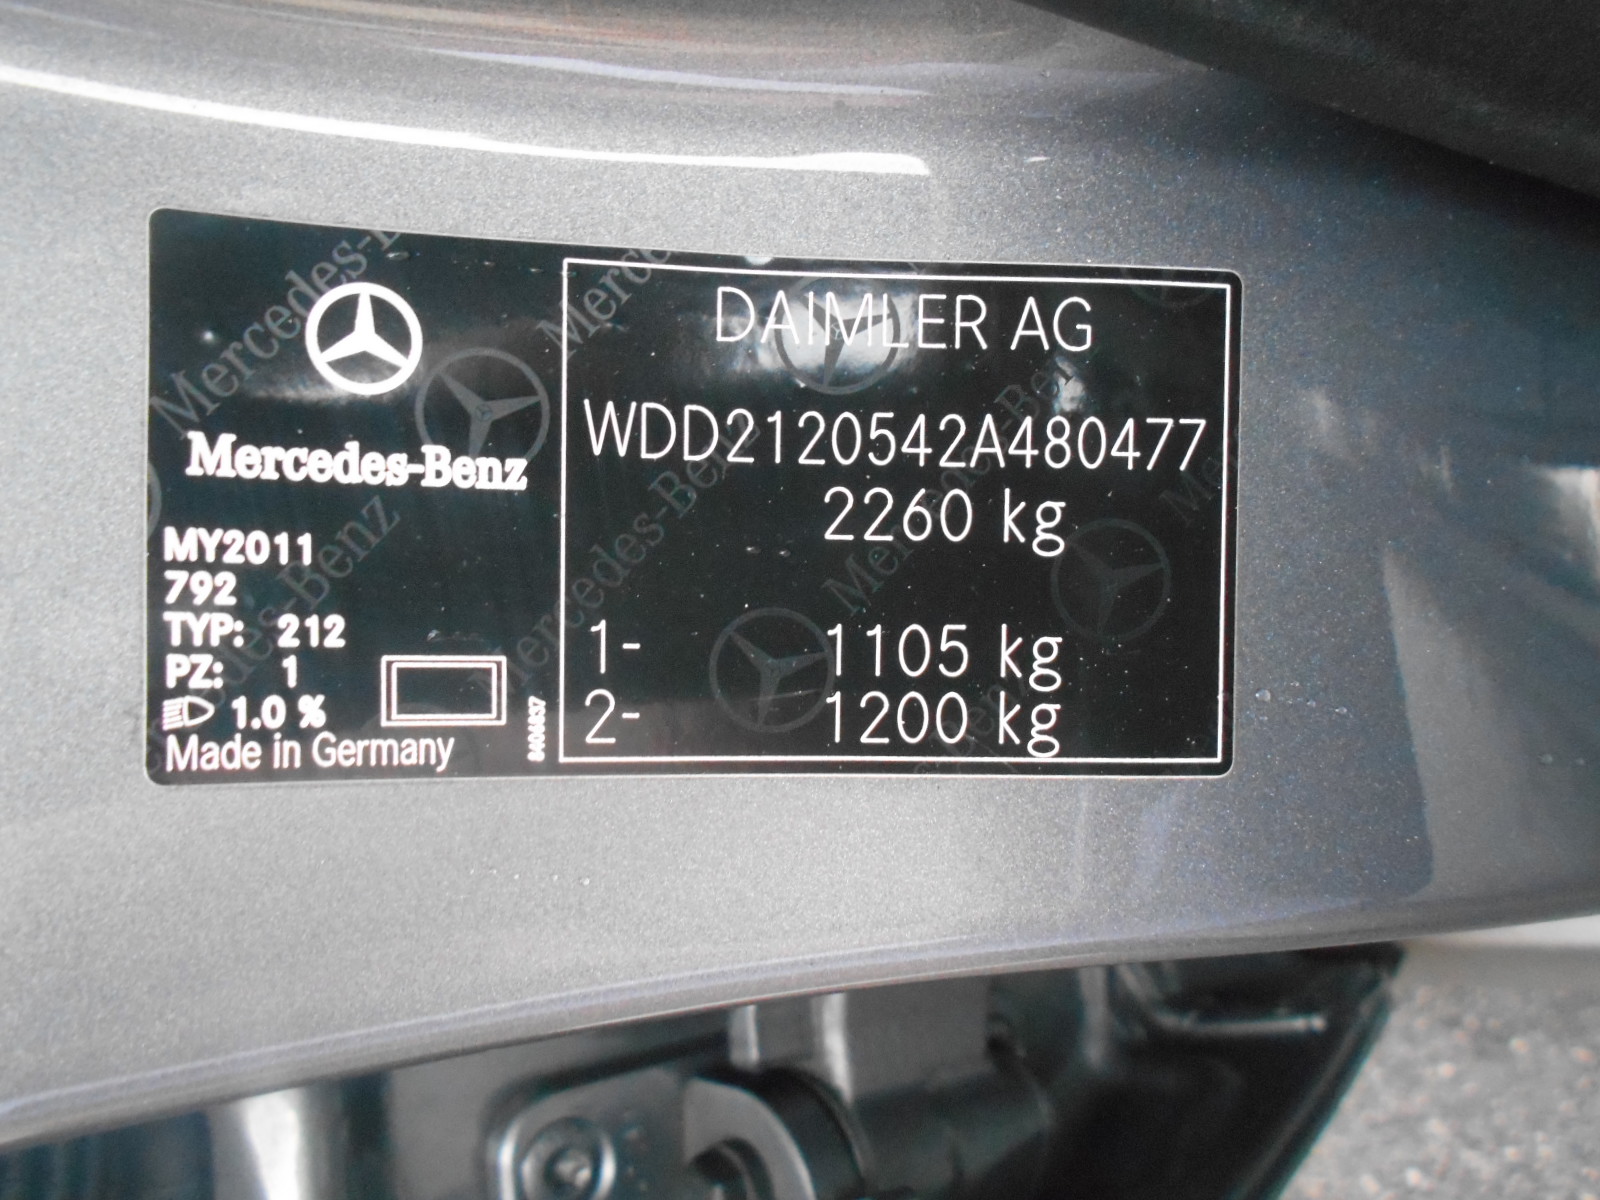 Mercedes-Benz
MY2011
792
TYP: 212
PZ: 1
1.0 %
Made in Germany
DAIMLER AG
WDD2120542A480477
2260 kg
1- 1105 kg
2- 1200 kg